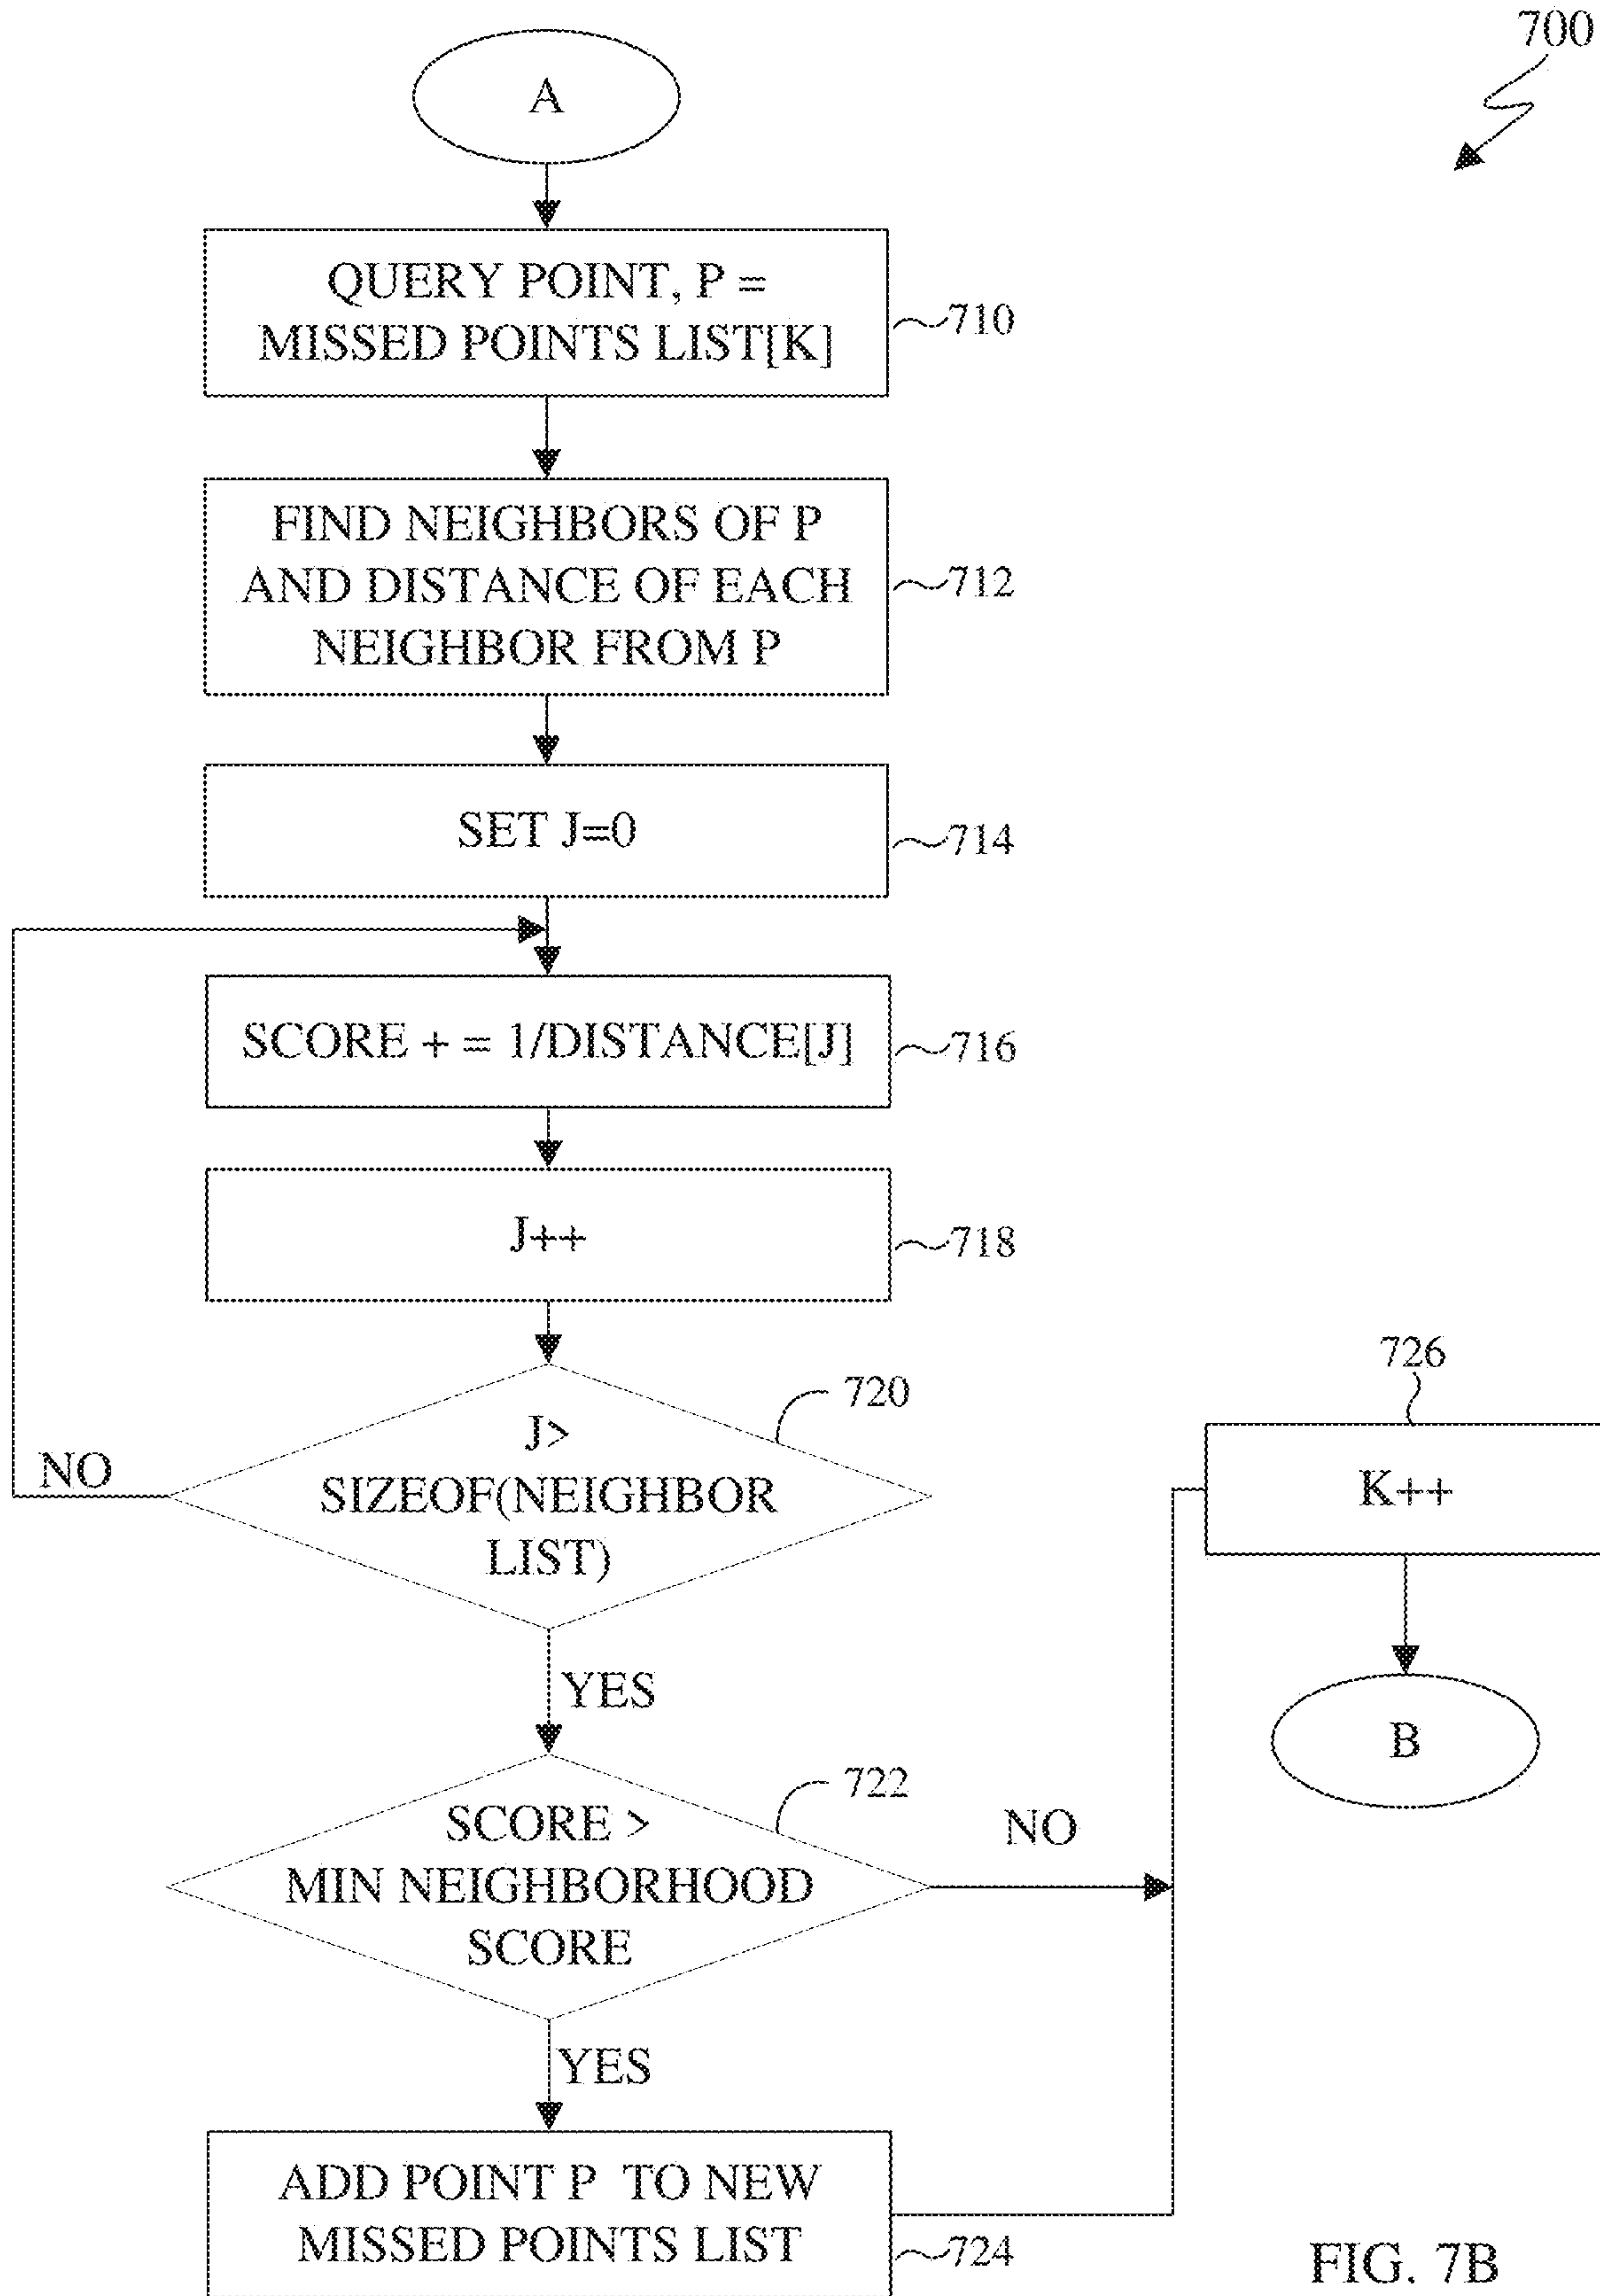 700
A
QUERY POINT, P =
MISSED POINTS LIST[K]
710
FIND NEIGHBORS OF P
AND DISTANCE OF EACH
NEIGHBOR FROM P
712
SET J=0
714
SCORE + = 1/DISTANCE[J]
716
J++
718
J>
SIZEOF(NEIGHBOR
LIST)
720
NO
YES
SCORE >
MIN NEIGHBORHOOD
SCORE
722
NO
YES
ADD POINT P TO NEW
MISSED POINTS LIST
724
726
K++
B
FIG. 7B